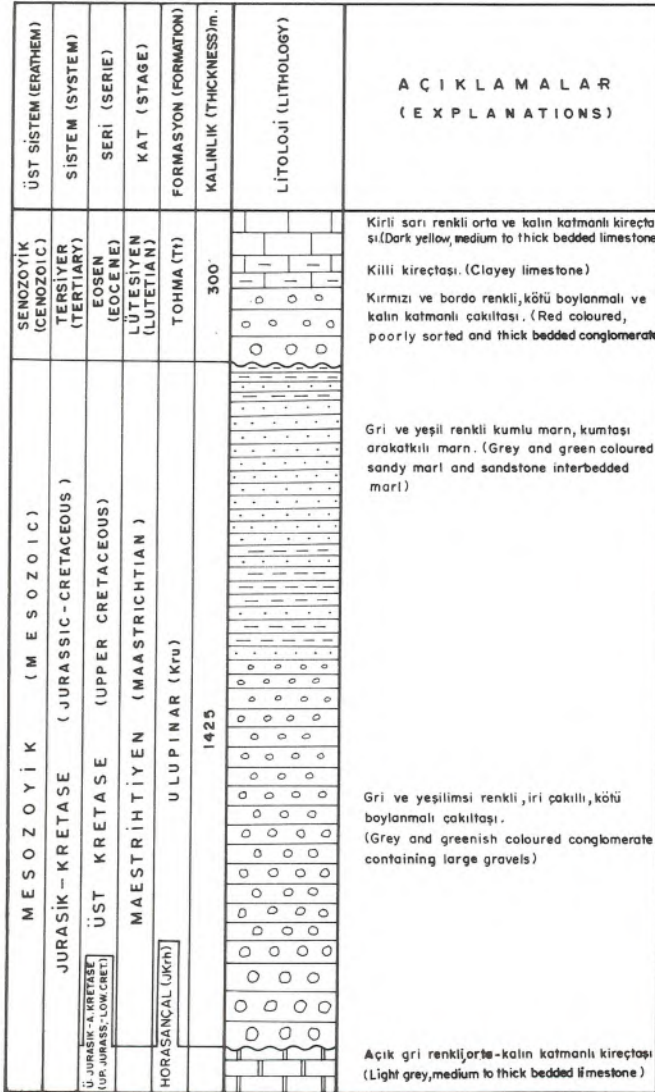 ÜST SİSTEM (ERATHEM)
SİSTEM (SYSTEM)
SERİ (SERIE)
KAT (STAGE)
FORMASYON (FORMATION)
KALINLIK (THICKNESS)m.
LİTOLOJİ (LITHOLOGY)
AÇIKLAMALAR
(EXPLANATIONS)
SENOZOYİK
(CENOZOIC)
TERSİYER
(TERTIARY)
EOSEN
(EOCENE)
LÜTESİYEN
(LUTETIAN)
TOHMA (Tt)
300
Kirli sarı renkli orta ve kalın katmanlı kireçta
şı.(Dark yellow, medium to thick bedded limestone
Killi kireçtaşı. (Clayey limestone)
Kırmızı ve bordo renkli, kötü boylanmalı ve
kalın katmanlı çakıltaşı. (Red coloured,
poorly sorted and thick bedded conglomerate
MESOZOYİK (MESOZOIC)
JURASİK-KRETASE (JURASSIC-CRETACEOUS)
ÜST KRETASE (UPPER CRETACEOUS)
MAESTRİHTİYEN (MAASTRICHTIAN)
ULUPINAR (Kru)
1425
Gri ve yeşil renkli kumlu marn, kumtaşı
arakatkılı marn. (Grey and green coloured
sandy marl and sandstone interbedded
marl)
Gri ve yeşilimsi renkli, iri çakıllı, kötü
boylanmalı çakıltaşı.
(Grey and greenish coloured conglomerate
containing large gravels)
Ü.JURASİK-A.KRETASE
(UP.JURASS.-LOW.CRET.)
HORASANÇAL (JKrh)
Açık gri renkli, orta-kalın katmanlı kireçtaşı
(Light grey, medium to thick bedded limestone)